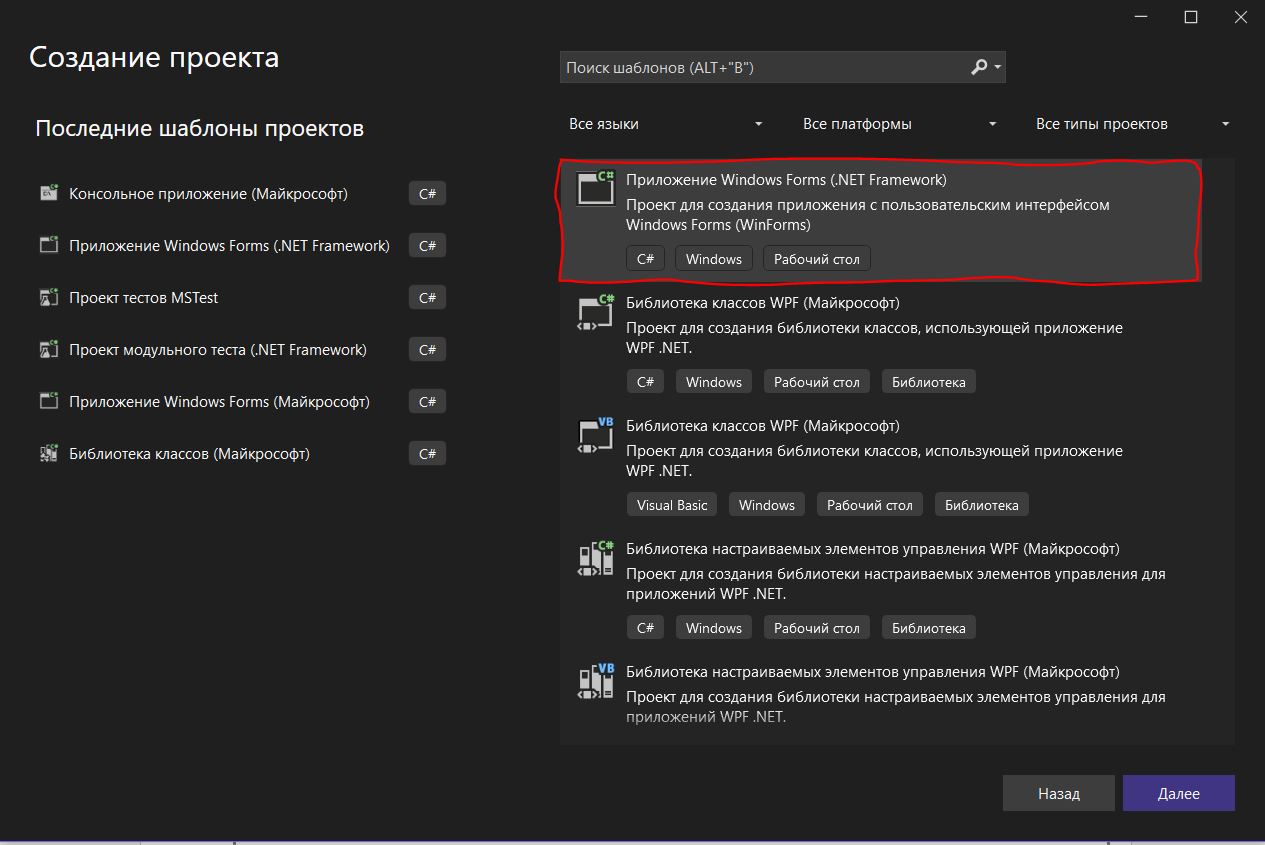 Создание проекта
Поиск шаблонов (ALT+"B")
Последние шаблоны проектов
Все языки
Все платформы
Все типы проектов
Консольное приложение (Майкрософт)
C#
Приложение Windows Forms (.NET Framework)
C#
Проект тестов MSTest
C#
Проект модульного теста (.NET Framework)
C#
Приложение Windows Forms (Майкрософт)
C#
Библиотека классов (Майкрософт)
C#
C#
Приложение Windows Forms (.NET Framework)
Проект для создания приложения с пользовательским интерфейсом
Windows Forms (WinForms)
C# Windows Рабочий стол
C#
Библиотека классов WPF (Майкрософт)
Проект для создания библиотеки классов, использующей приложение
WPF .NET.
C# Windows Рабочий стол Библиотека
VB
Библиотека классов WPF (Майкрософт)
Проект для создания библиотеки классов, использующей приложение
WPF .NET.
Visual Basic Windows Рабочий стол Библиотека
C#
Библиотека настраиваемых элементов управления WPF (Майкрософт)
Проект для создания библиотеки настраиваемых элементов управления для
приложений WPF .NET.
C# Windows Рабочий стол Библиотека
VB
Библиотека настраиваемых элементов управления WPF (Майкрософт)
Проект для создания библиотеки настраиваемых элементов управления для
приложений WPF .NET.
Назад
Далее